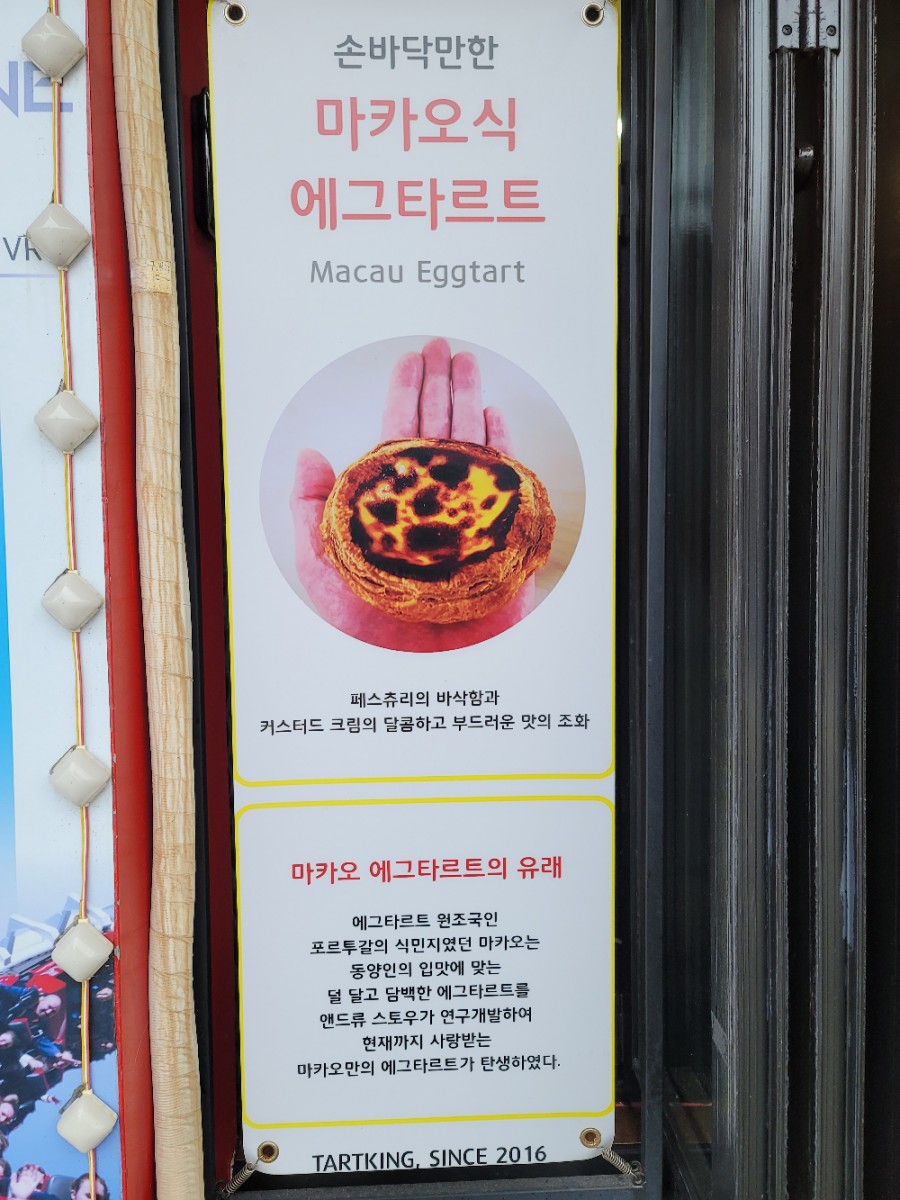 손바닥만한
마카오식
에그타르트
Macau Eggtart
페스츄리의 바삭함과
커스터드 크림의 달콤하고 부드러운 맛의 조화
마카오 에그타르트의 유래
에그타르트 원조국인
포르투갈의 식민지였던 마카오는
동양인의 입맛에 맞는
덜 달고 담백한 에그타르트를
앤드류 스토우가 연구개발하여
현재까지 사랑받는
마카오만의 에그타르트가 탄생하였다.
TARTKING, SINCE 2016
VR